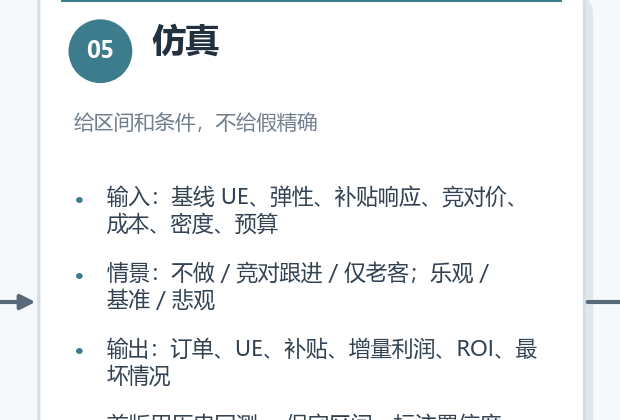 05
仿真
给区间和条件，不给假精确
• 输入：基线 UE、弹性、补贴响应、竞对价、
成本、密度、预算
• 情景：不做 / 竞对跟进 / 仅老客；乐观 /
基准 / 悲观
• 输出：订单、UE、补贴、增量利润、ROI、最
坏情况